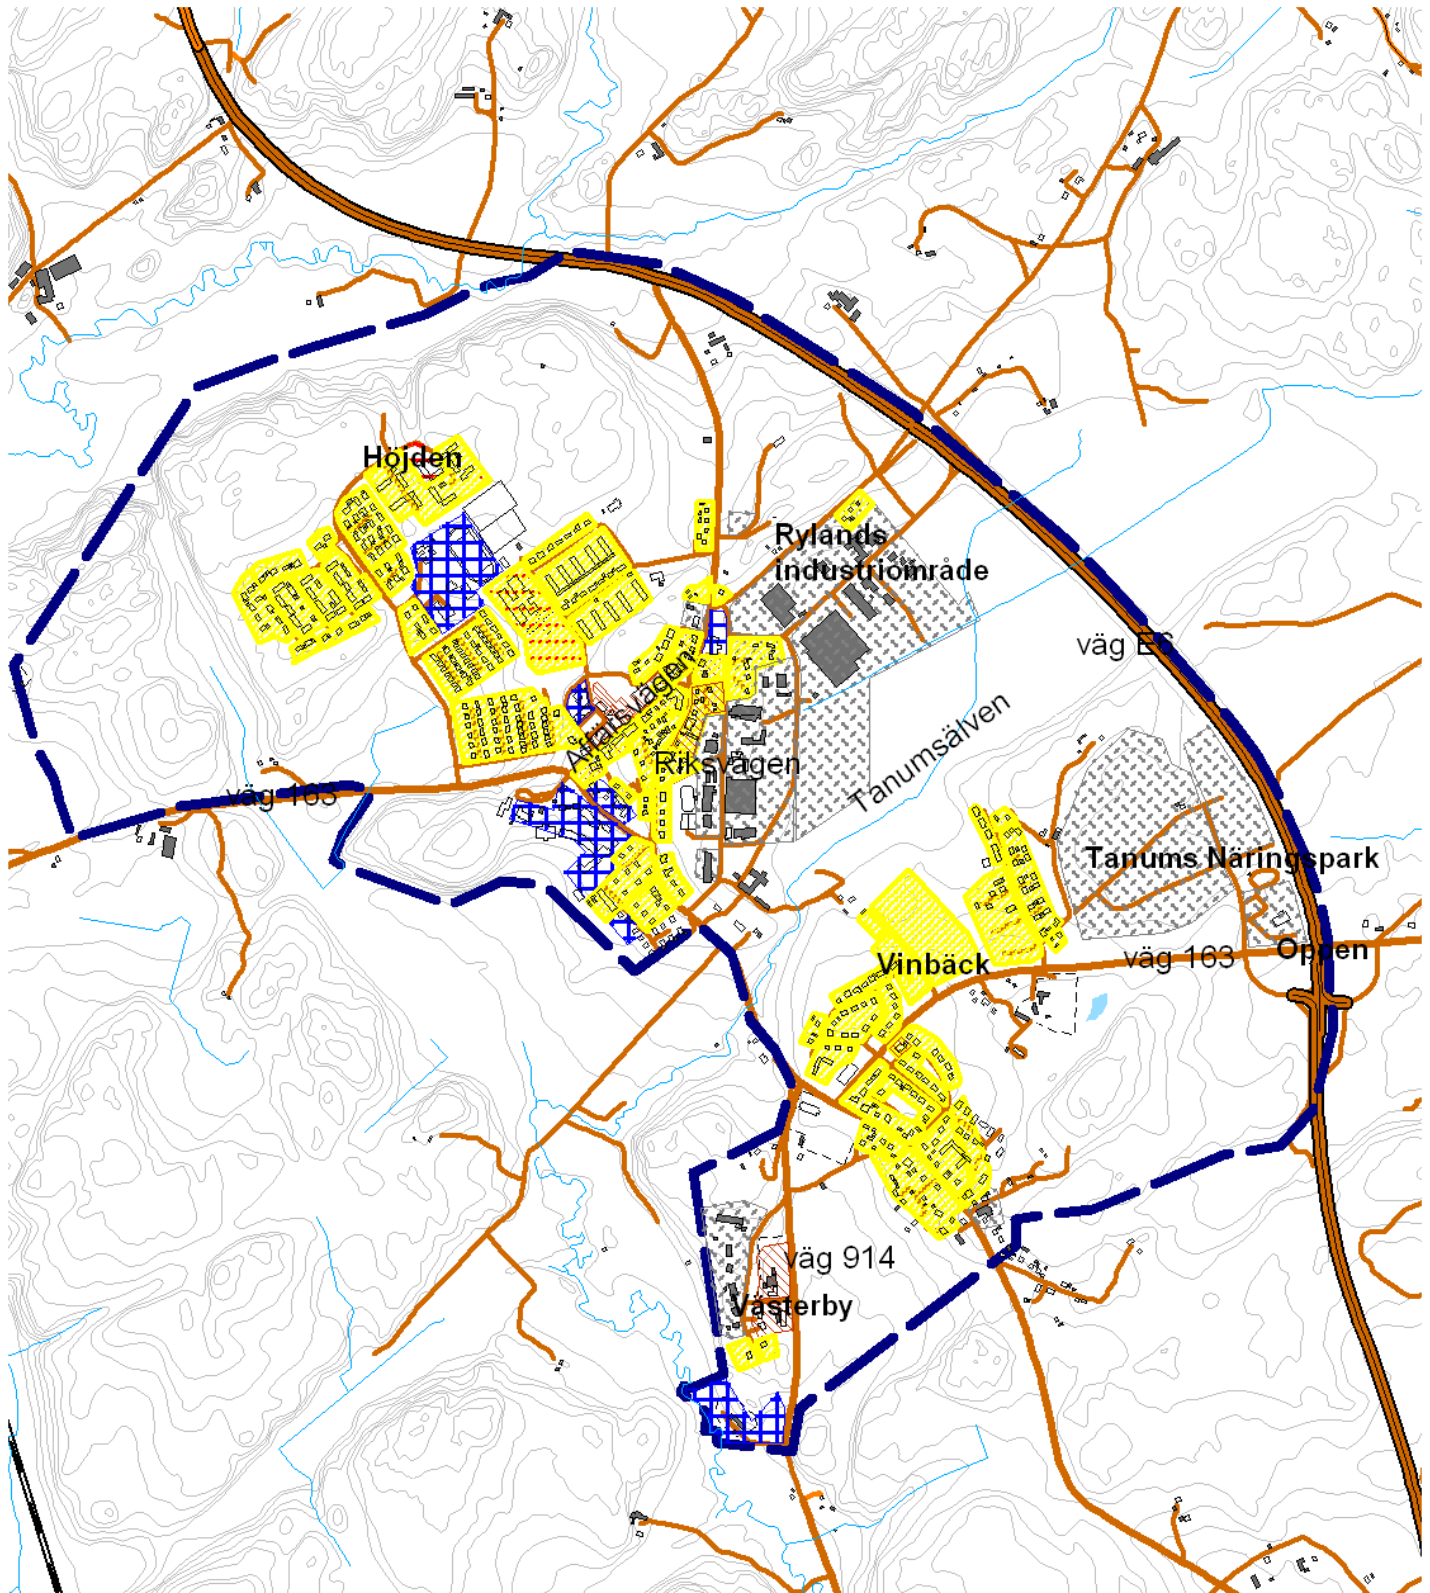 Höjden
Rylands
industriområde
väg E6
Affärsvägen
Riksvägen
Tanumsälven
väg 163
Tanums Näringspark
Oppen
väg 163
Vinbäck
väg 914
Västerby